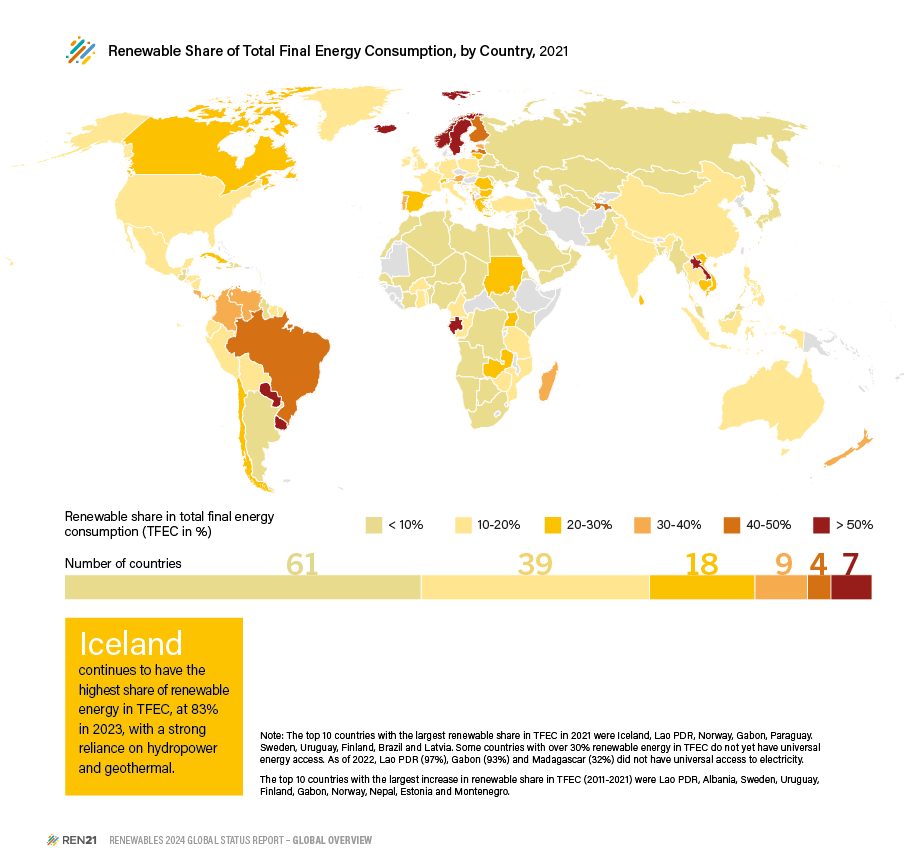 Renewable Share of Total Final Energy Consumption, by Country, 2021
Renewable share in total final energy
consumption (TFEC in %)
< 10%
10-20%
20-30%
30-40%
40-50%
> 50%
Number of countries
61
39
18
9
4
7
Iceland
continues to have the
highest share of renewable
energy in TFEC, at 83%
in 2023, with a strong
reliance on hydropower
and geothermal.
Note: The top 10 countries with the largest renewable share in TFEC in 2021 were Iceland, Lao PDR, Norway, Gabon, Paraguay.
Sweden, Uruguay, Finland, Brazil and Latvia. Some countries with over 30% renewable energy in TFEC do not yet have universal
energy access. As of 2022, Lao PDR (97%), Gabon (93%) and Madagascar (32%) did not have universal access to electricity.
The top 10 countries with the largest increase in renewable share in TFEC (2011-2021) were Lao PDR, Albania, Sweden, Uruguay,
Finland, Gabon, Norway, Nepal, Estonia and Montenegro.
REN21 RENEWABLES 2024 GLOBAL STATUS REPORT – GLOBAL OVERVIEW